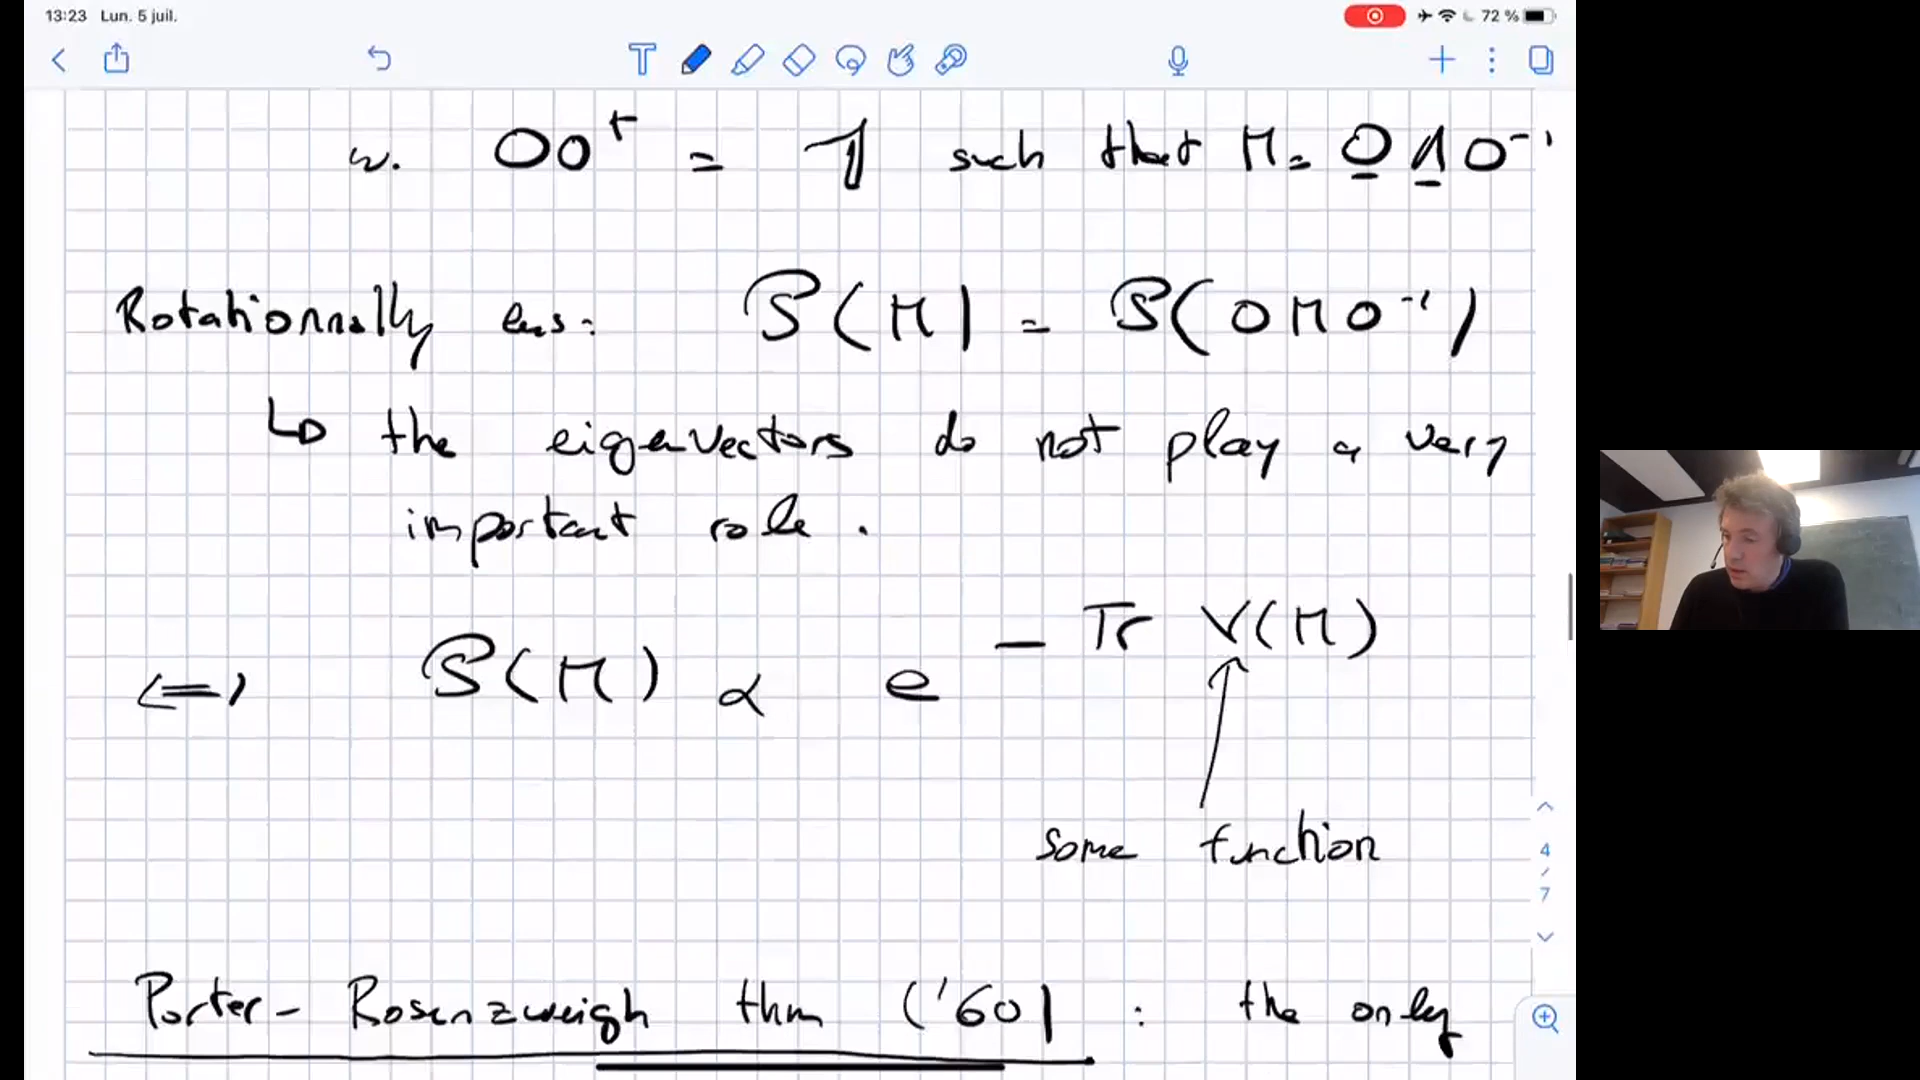 13:23 Lun. 5 juil.
72 %
T
w. OO† = 𝟙 such that M = O Λ O⁻¹
Rotationnally ens: P(M) = P(OMO⁻¹)
↳ the eigenvectors do not play a very
important role.
⟺ P(M) ∝ e^{- Tr V(M)}
some function
4
/
7
Porter-Rosenzweigh thm ('60) : the only